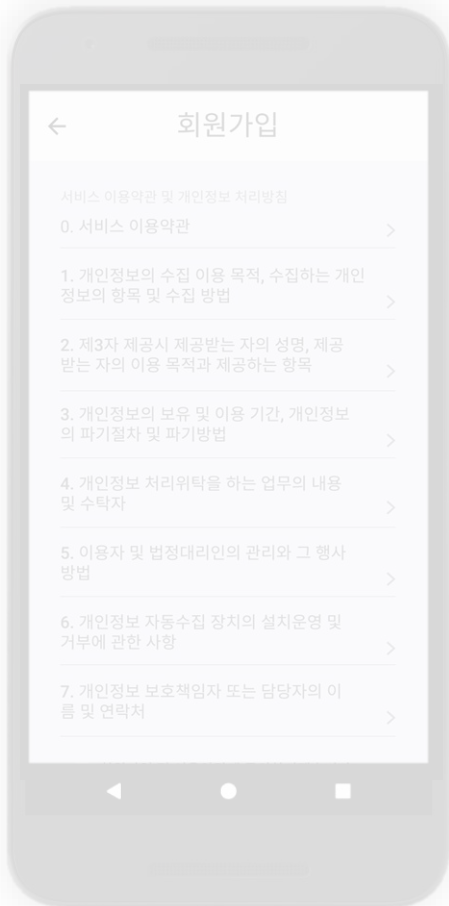 회원가입
서비스 이용약관 및 개인정보 처리방침
0. 서비스 이용약관
1. 개인정보의 수집 이용 목적, 수집하는 개인
정보의 항목 및 수집 방법
2. 제3자 제공시 제공받는 자의 성명, 제공
받는 자의 이용 목적과 제공하는 항목
3. 개인정보의 보유 및 이용 기간, 개인정보
의 파기절차 및 파기방법
4. 개인정보 처리위탁을 하는 업무의 내용
및 수탁자
5. 이용자 및 법정대리인의 관리와 그 행사
방법
6. 개인정보 자동수집 장치의 설치운영 및
거부에 관한 사항
7. 개인정보 보호책임자 또는 담당자의 이
름 및 연락처